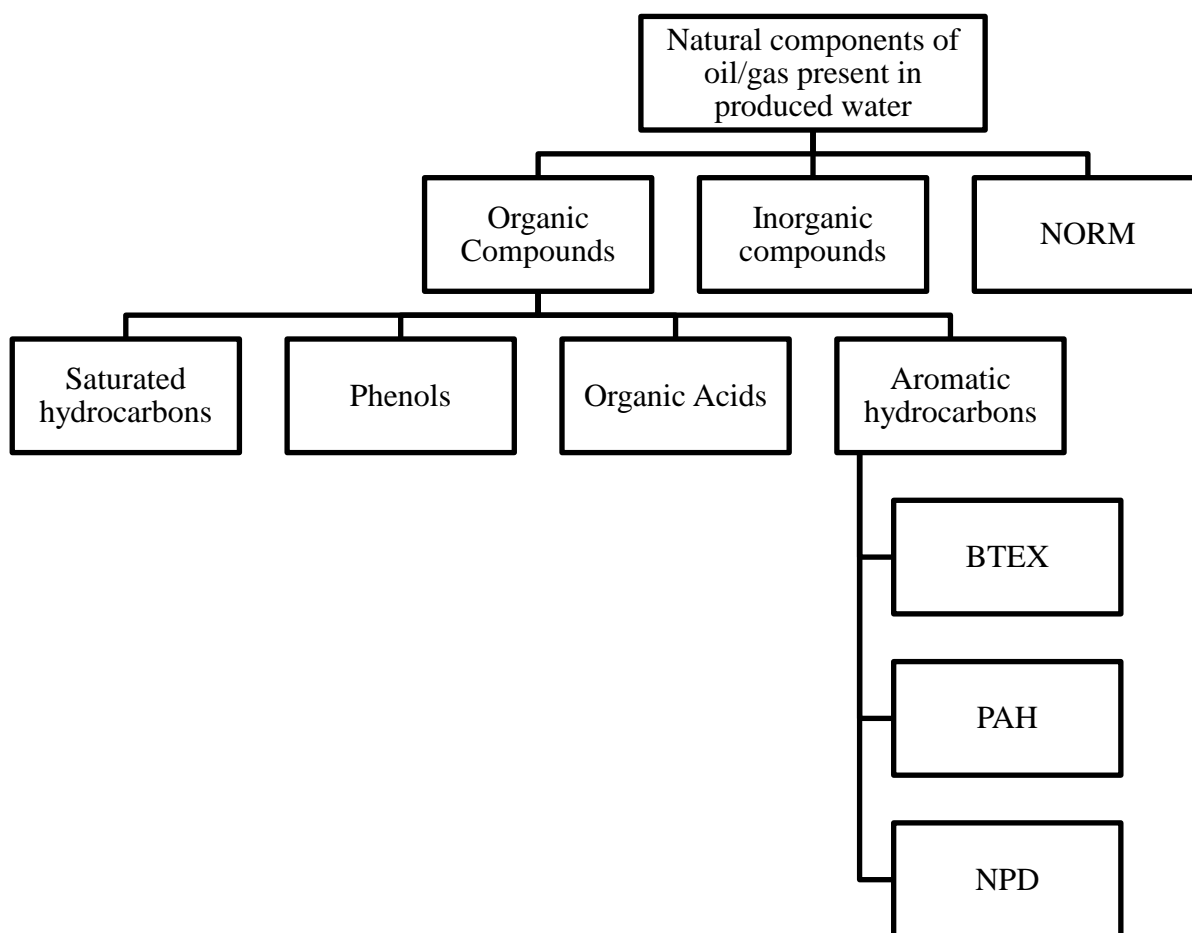 Natural components of
oil/gas present in
produced water
Organic
Compounds
Inorganic
compounds
NORM
Saturated
hydrocarbons
Phenols
Organic Acids
Aromatic
hydrocarbons
BTEX
PAH
NPD